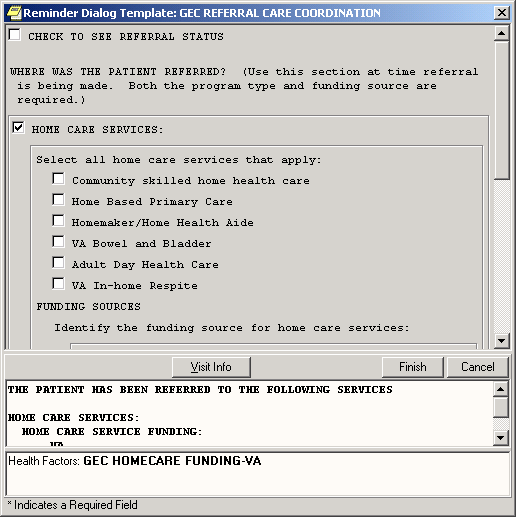 Reminder Dialog Template: GEC REFERRAL CARE COORDINATION
CHECK TO SEE REFERRAL STATUS
WHERE WAS THE PATIENT REFERRED? (Use this section at time referral
is being made. Both the program type and funding source are
required.)
HOME CARE SERVICES:
Select all home care services that apply:
Community skilled home health care
Home Based Primary Care
Homemaker/Home Health Aide
VA Bowel and Bladder
Adult Day Health Care
VA In-home Respite
FUNDING SOURCES
Identify the funding source for home care services:
Visit Info Finish Cancel
THE PATIENT HAS BEEN REFERRED TO THE FOLLOWING SERVICES
HOME CARE SERVICES:
HOME CARE SERVICE FUNDING:
VA
Health Factors: GEC HOMECARE FUNDING-VA
* Indicates a Required Field